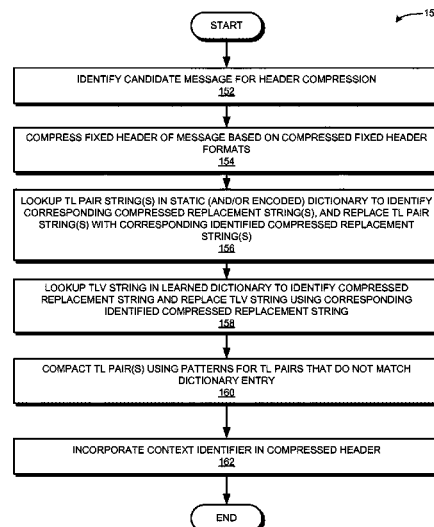 START
15
IDENTIFY CANDIDATE MESSAGE FOR HEADER COMPRESSION
152
COMPRESS FIXED HEADER OF MESSAGE BASED ON COMPRESSED FIXED HEADER
FORMATS
154
LOOKUP TL PAIR STRING(S) IN STATIC (AND/OR ENCODED) DICTIONARY TO IDENTIFY
CORRESPONDING COMPRESSED REPLACEMENT STRING(S), AND REPLACE TL PAIR
STRING(S) WITH CORRESPONDING IDENTIFIED COMPRESSED REPLACEMENT
STRING(S)
156
LOOKUP TLV STRING IN LEARNED DICTIONARY TO IDENTIFY COMPRESSED
REPLACEMENT STRING AND REPLACE TLV STRING USING CORRESPONDING
IDENTIFIED COMPRESSED REPLACEMENT STRING
158
COMPACT TL PAIR(S) USING PATTERNS FOR TL PAIRS THAT DO NOT MATCH
DICTIONARY ENTRY
160
INCORPORATE CONTEXT IDENTIFIER IN COMPRESSED HEADER
162
END